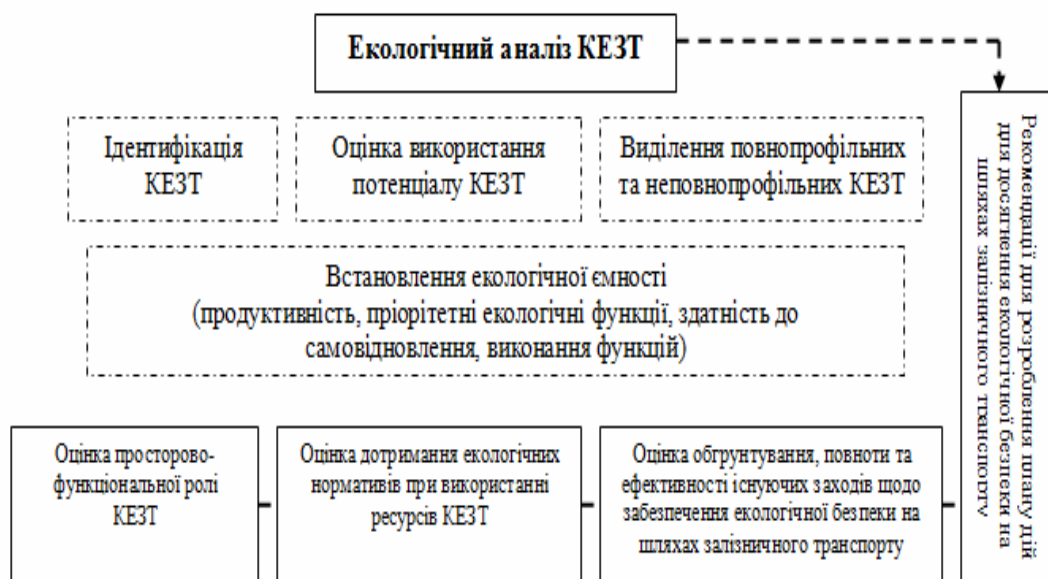 Екологічний аналіз КЕЗТ
Ідентифікація
КЕЗТ
Оцінка використання
потенціалу КЕЗТ
Виділення повнопрофільних
та неповнопрофільних КЕЗТ
Встановлення екологічної ємності
(продуктивність, пріорітетні екологічні функції, здатність до
самовідновлення, виконання функцій)
Оцінка просторово-
функціональної ролі
КЕЗТ
Оцінка дотримання екологічних
нормативів при використанні
ресурсів КЕЗТ
Оцінка обгрунтування, повноти та
ефективності існуючих заходів щодо
забезпечення екологічної безпеки на
шляхах залізничного транспорту
Рекомендації для розроблення плану дій
для досягнення екологічної безпеки на
шляхах залізничного транспорту